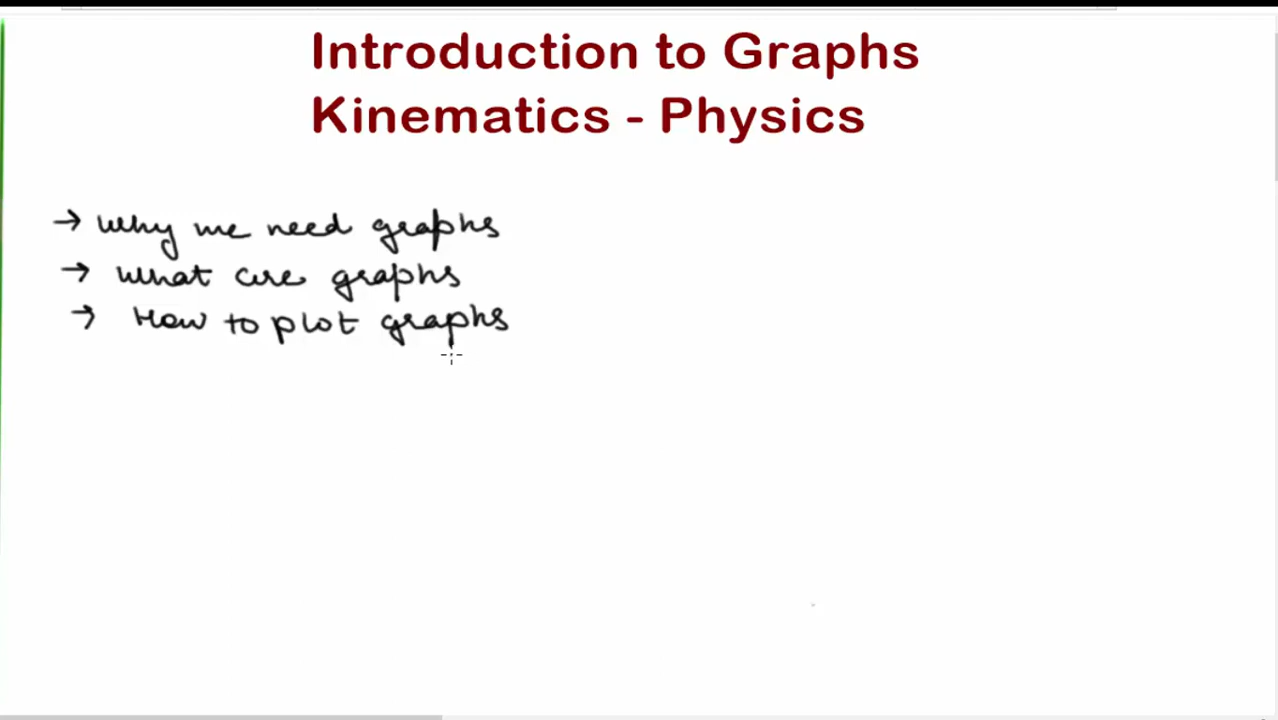 Introduction to Graphs
Kinematics - Physics
→ Why we need graphs
→ What are graphs
→ How to plot graphs